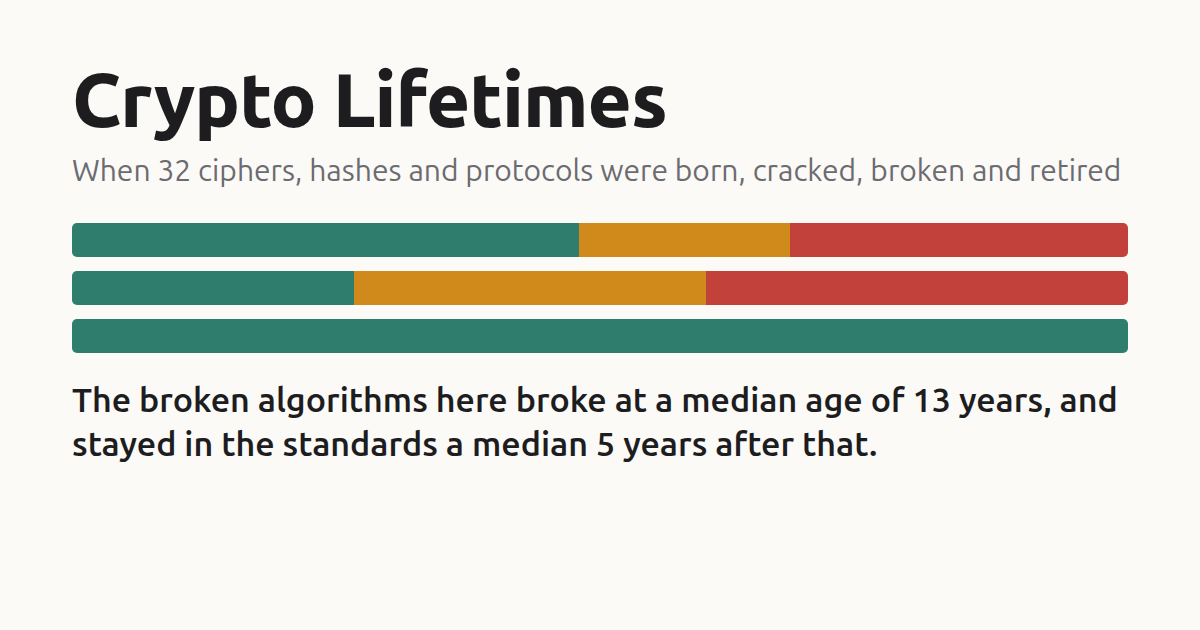 Crypto Lifetimes
When 32 ciphers, hashes and protocols were born, cracked, broken and retired
The broken algorithms here broke at a median age of 13 years, and
stayed in the standards a median 5 years after that.